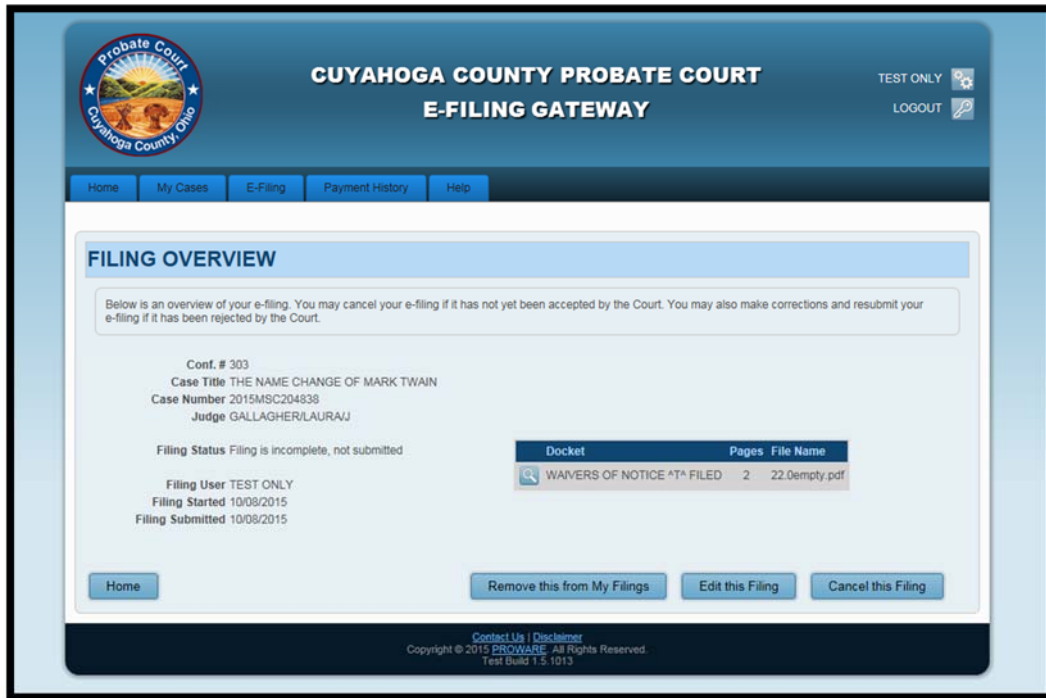 Probate Court
Cuyahoga County, Ohio
CUYAHOGA COUNTY PROBATE COURT
E-FILING GATEWAY
TEST ONLY
LOGOUT
Home My Cases E-Filing Payment History Help
FILING OVERVIEW
Below is an overview of your e-filing. You may cancel your e-filing if it has not yet been accepted by the Court. You may also make corrections and resubmit your
e-filing if it has been rejected by the Court.
Conf. # 303
Case Title THE NAME CHANGE OF MARK TWAIN
Case Number 2015MSC204838
Judge GALLAGHER/LAURA/J
Filing Status Filing is incomplete, not submitted
Filing User TEST ONLY
Filing Started 10/08/2015
Filing Submitted 10/08/2015
Docket Pages File Name
WAIVERS OF NOTICE ^T^ FILED 2 22.0empty.pdf
Home Remove this from My Filings Edit this Filing Cancel this Filing
Contact Us | Disclaimer
Copyright © 2015 PROWARE. All Rights Reserved.
Test Build 1.5.1013